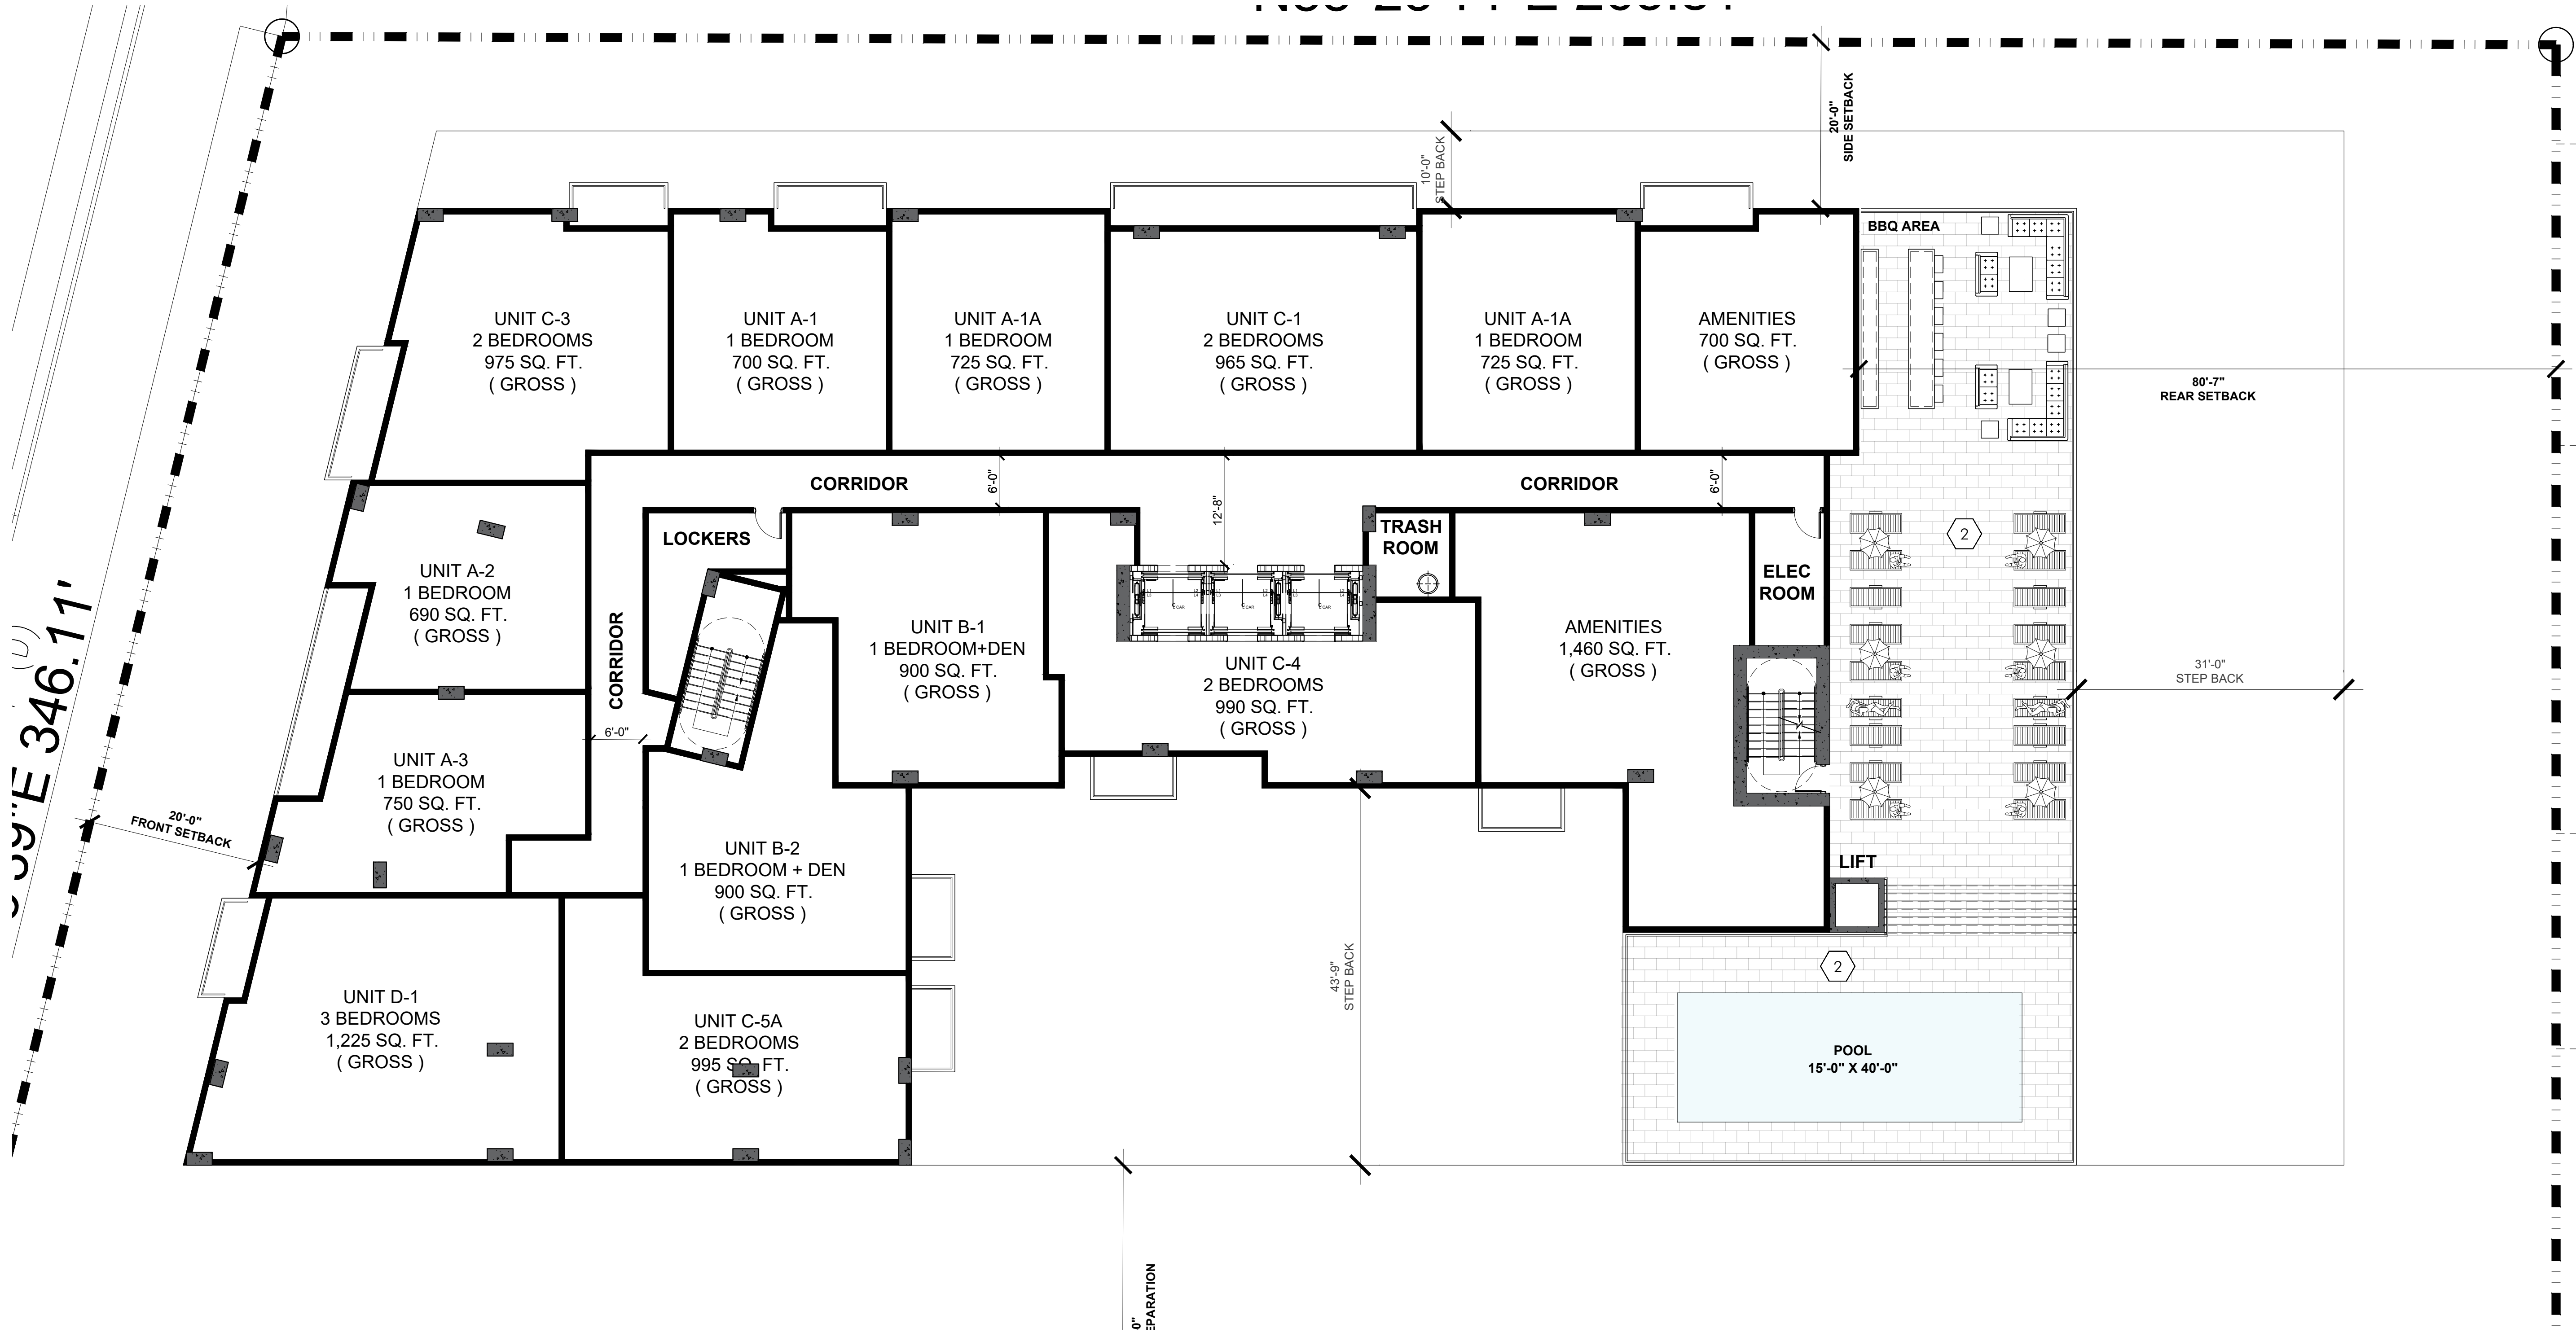 20'-0"
SIDE SETBACK
10'-0"
STEP BACK
BBQ AREA
UNIT C-3
2 BEDROOMS
975 SQ. FT.
( GROSS )
UNIT A-1
1 BEDROOM
700 SQ. FT.
( GROSS )
UNIT A-1A
1 BEDROOM
725 SQ. FT.
( GROSS )
UNIT C-1
2 BEDROOMS
965 SQ. FT.
( GROSS )
UNIT A-1A
1 BEDROOM
725 SQ. FT.
( GROSS )
AMENITIES
700 SQ. FT.
( GROSS )
80'-7"
REAR SETBACK
CORRIDOR
6'-0"
12'-8"
CORRIDOR
6'-0"
LOCKERS
TRASH
ROOM
2
ELEC
ROOM
UNIT A-2
1 BEDROOM
690 SQ. FT.
( GROSS )
CORRIDOR
UNIT B-1
1 BEDROOM+DEN
900 SQ. FT.
( GROSS )
UNIT C-4
2 BEDROOMS
990 SQ. FT.
( GROSS )
AMENITIES
1,460 SQ. FT.
( GROSS )
31'-0"
STEP BACK
E 346.11'
6'-0"
UNIT A-3
1 BEDROOM
750 SQ. FT.
( GROSS )
20'-0"
FRONT SETBACK
UNIT B-2
1 BEDROOM + DEN
900 SQ. FT.
( GROSS )
LIFT
43'-9"
STEP BACK
2
UNIT D-1
3 BEDROOMS
1,225 SQ. FT.
( GROSS )
UNIT C-5A
2 BEDROOMS
995 SQ. FT.
( GROSS )
POOL
15'-0" X 40'-0"